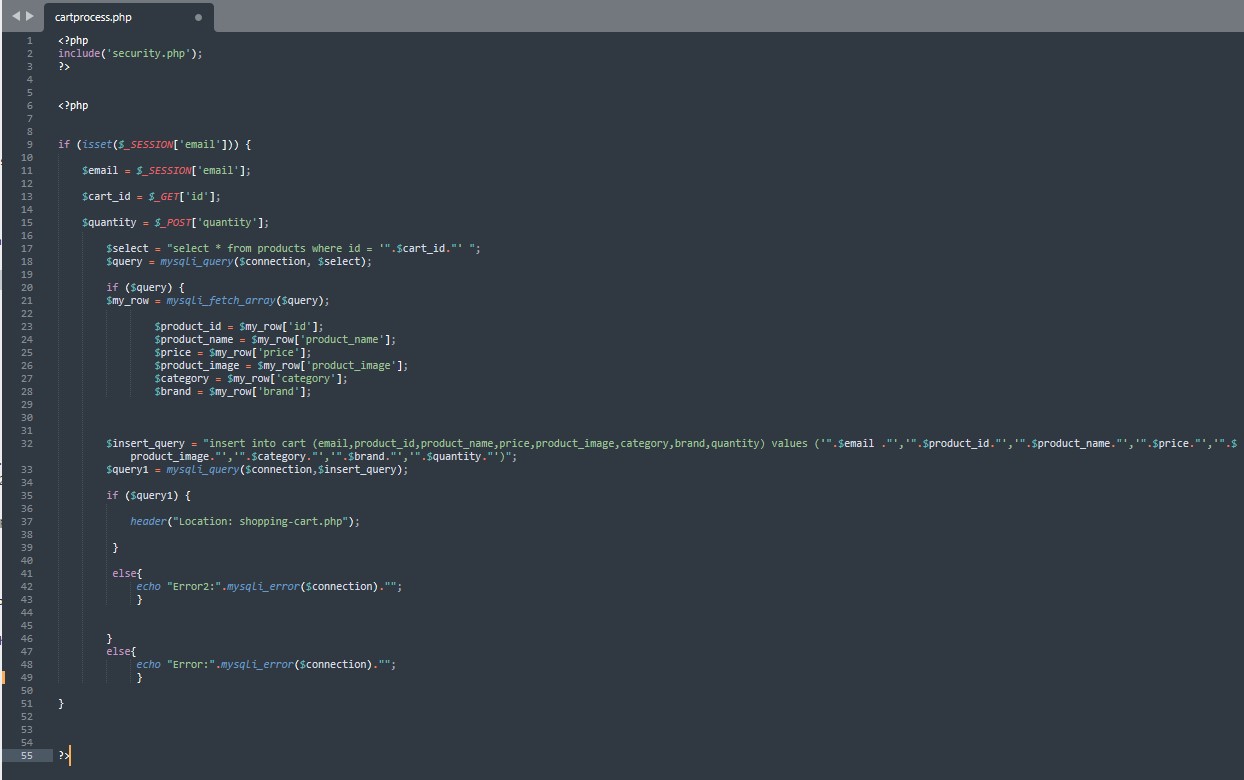 cartprocess.php
1 <?php
2 include('security.php');
3 ?>
4
5
6 <?php
7
8
9 if (isset($_SESSION['email'])) {
10
11 $email = $_SESSION['email'];
12
13 $cart_id = $_GET['id'];
14
15 $quantity = $_POST['quantity'];
16
17 $select = "select * from products where id = '".$cart_id."' ";
18 $query = mysqli_query($connection, $select);
19
20 if ($query) {
21 $my_row = mysqli_fetch_array($query);
22
23 $product_id = $my_row['id'];
24 $product_name = $my_row['product_name'];
25 $price = $my_row['price'];
26 $product_image = $my_row['product_image'];
27 $category = $my_row['category'];
28 $brand = $my_row['brand'];
29
30
31
32 $insert_query = "insert into cart (email,product_id,product_name,price,product_image,category,brand,quantity) values ('".$email ."','".$product_id."','".$product_name."','".$price."','".$
product_image."','".$category."','".$brand."','".$quantity."')";
33 $query1 = mysqli_query($connection,$insert_query);
34
35 if ($query1) {
36
37 header("Location: shopping-cart.php");
38
39 }
40
41 else{
42 echo "Error2:".mysqli_error($connection)."";
43 }
44
45
46 }
47 else{
48 echo "Error:".mysqli_error($connection)."";
49 }
50
51 }
52
53
54
55 ?>